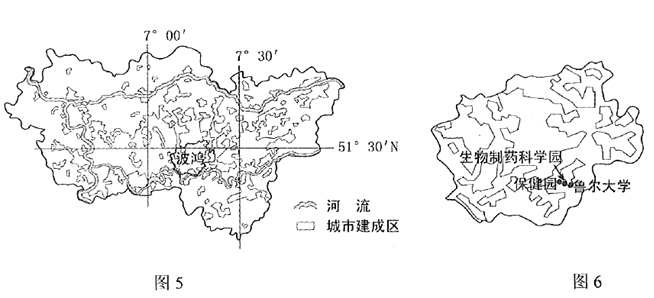 7° 00′
7° 30′
51° 30′N
波鸿
河 流
城市建成区
图 5
生物制药科学园
保健园
鲁尔大学
图 6